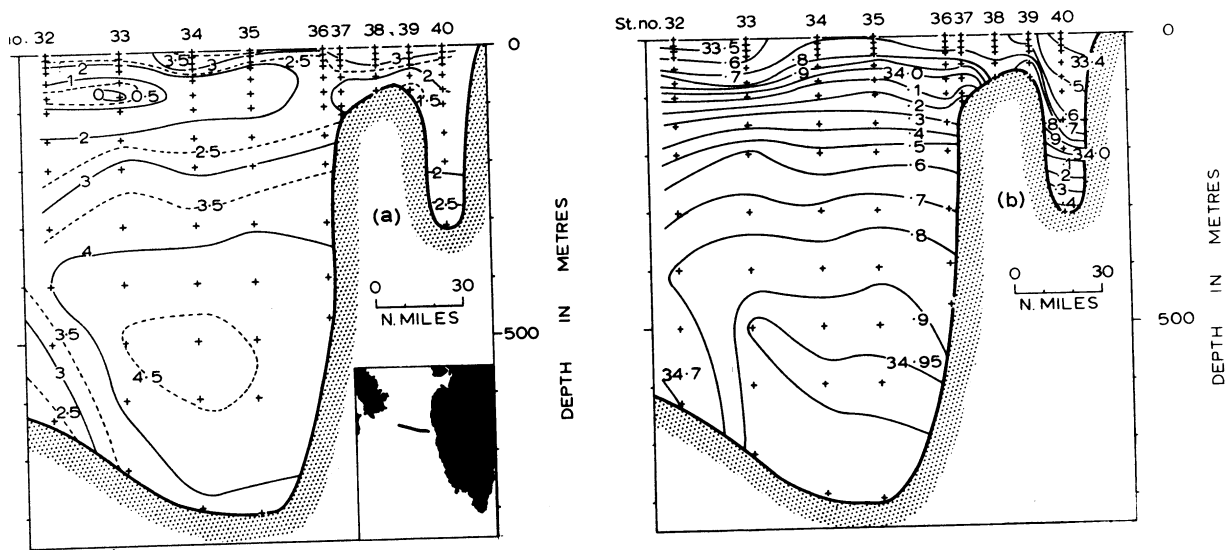 no. 32 33 34 35 36 37 38 39 40
0
3.5 3 2.5 3
2
1 2
0 0.5 1.5
2
2.5
3
3.5
2
2.5
(a)
4
0 30
N. MILES
500
3.5
3
4.5
2.5
DEPTH IN METRES
St. no. 32 33 34 35 36 37 38 39 40
0
33.5
.6 .8 33.4
.7 .9 34.0 .5
.1
.2 .6
.3 .8 .7
.4 .9
.5 34.0
.6 .1
.2
.3
.7 .4
(b)
.8
0 30
N. MILES
.9
500
34.95
34.7
DEPTH IN METRES